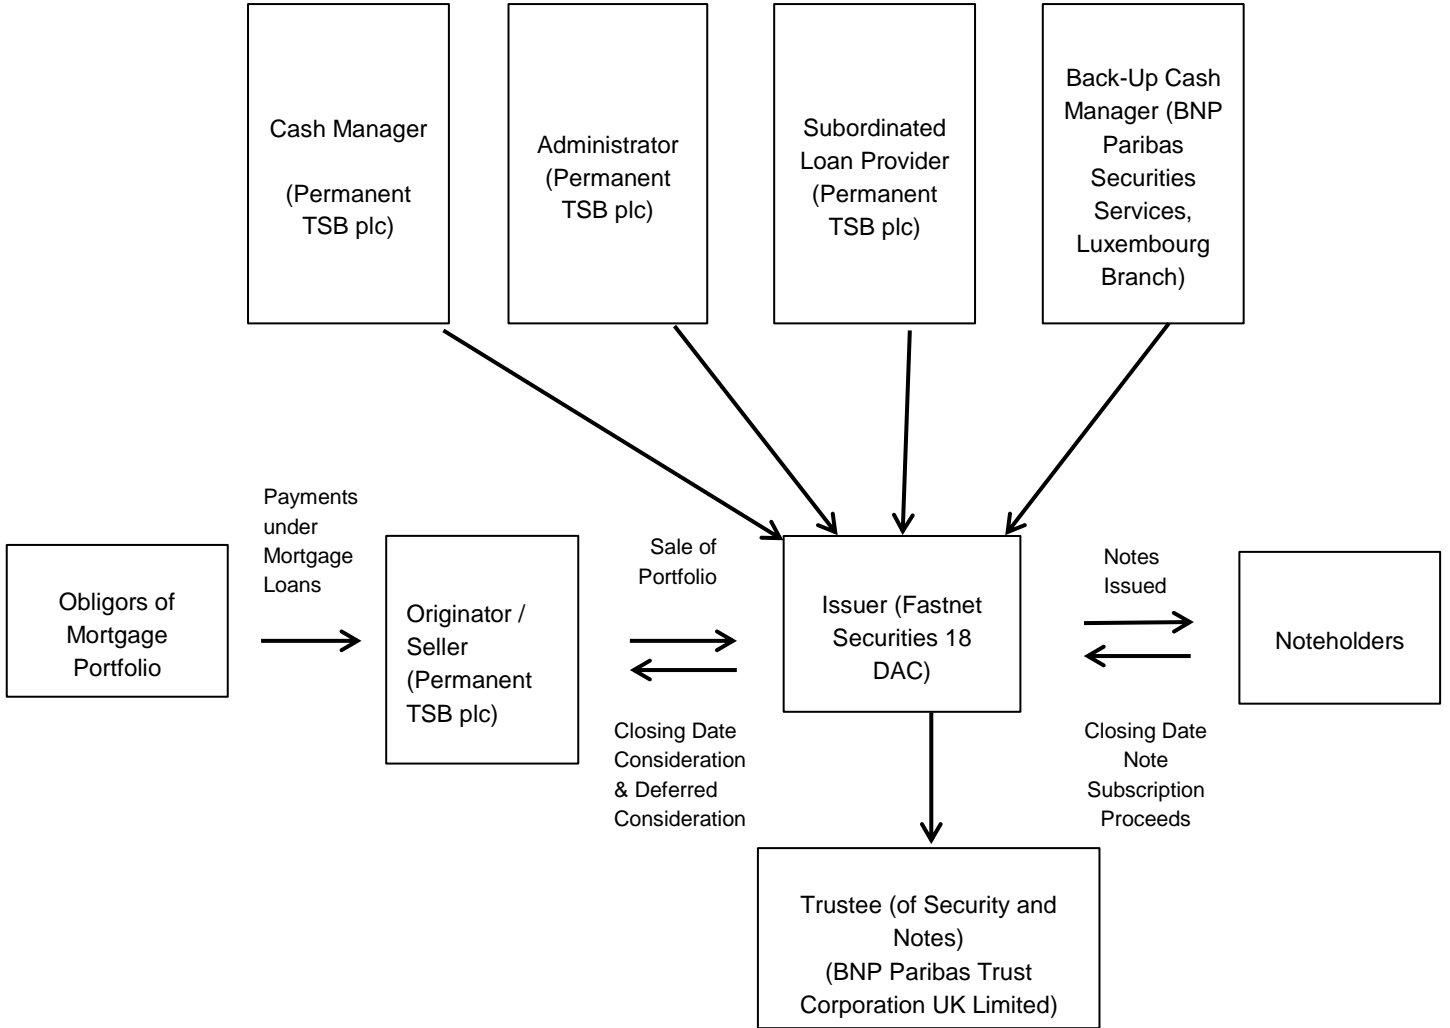 Cash Manager
(Permanent
TSB plc)
Administrator
(Permanent
TSB plc)
Subordinated
Loan Provider
(Permanent
TSB plc)
Back-Up Cash
Manager (BNP
Paribas
Securities
Services,
Luxembourg
Branch)
Payments
under
Mortgage
Loans
Sale of
Portfolio
Notes
Issued
Obligors of
Mortgage
Portfolio
Originator /
Seller
(Permanent
TSB plc)
Issuer (Fastnet
Securities 18
DAC)
Noteholders
Closing Date
Consideration
& Deferred
Consideration
Closing Date
Note
Subscription
Proceeds
Trustee (of Security and
Notes)
(BNP Paribas Trust
Corporation UK Limited)